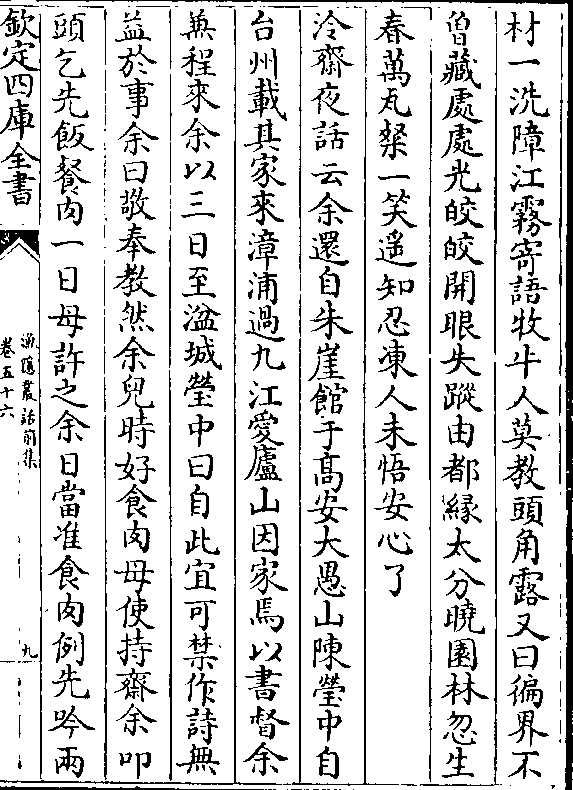 材一洗障江霧寄語牧牛人莫教頭角露又曰徧界不
曾藏處處光皎皎開眼失蹤由都緣太分曉園林忽生
春萬瓦粲一笑遥知忍凍人未悟安心了
泠齋夜話云余還自朱崖館于髙安大愚山陳瑩中自
台州載其家來漳浦過九江愛廬山因家焉以書督余
兼程來余以三日至湓城瑩中曰自此宜可禁作詩無
益於事余曰敬奉教然余兒時好食肉母使持齋余叩
頭乞先飯餐肉一日母許之余日當准食肉例先吟兩
欽定四庫全書
漁隱叢話前集
卷五十六
九